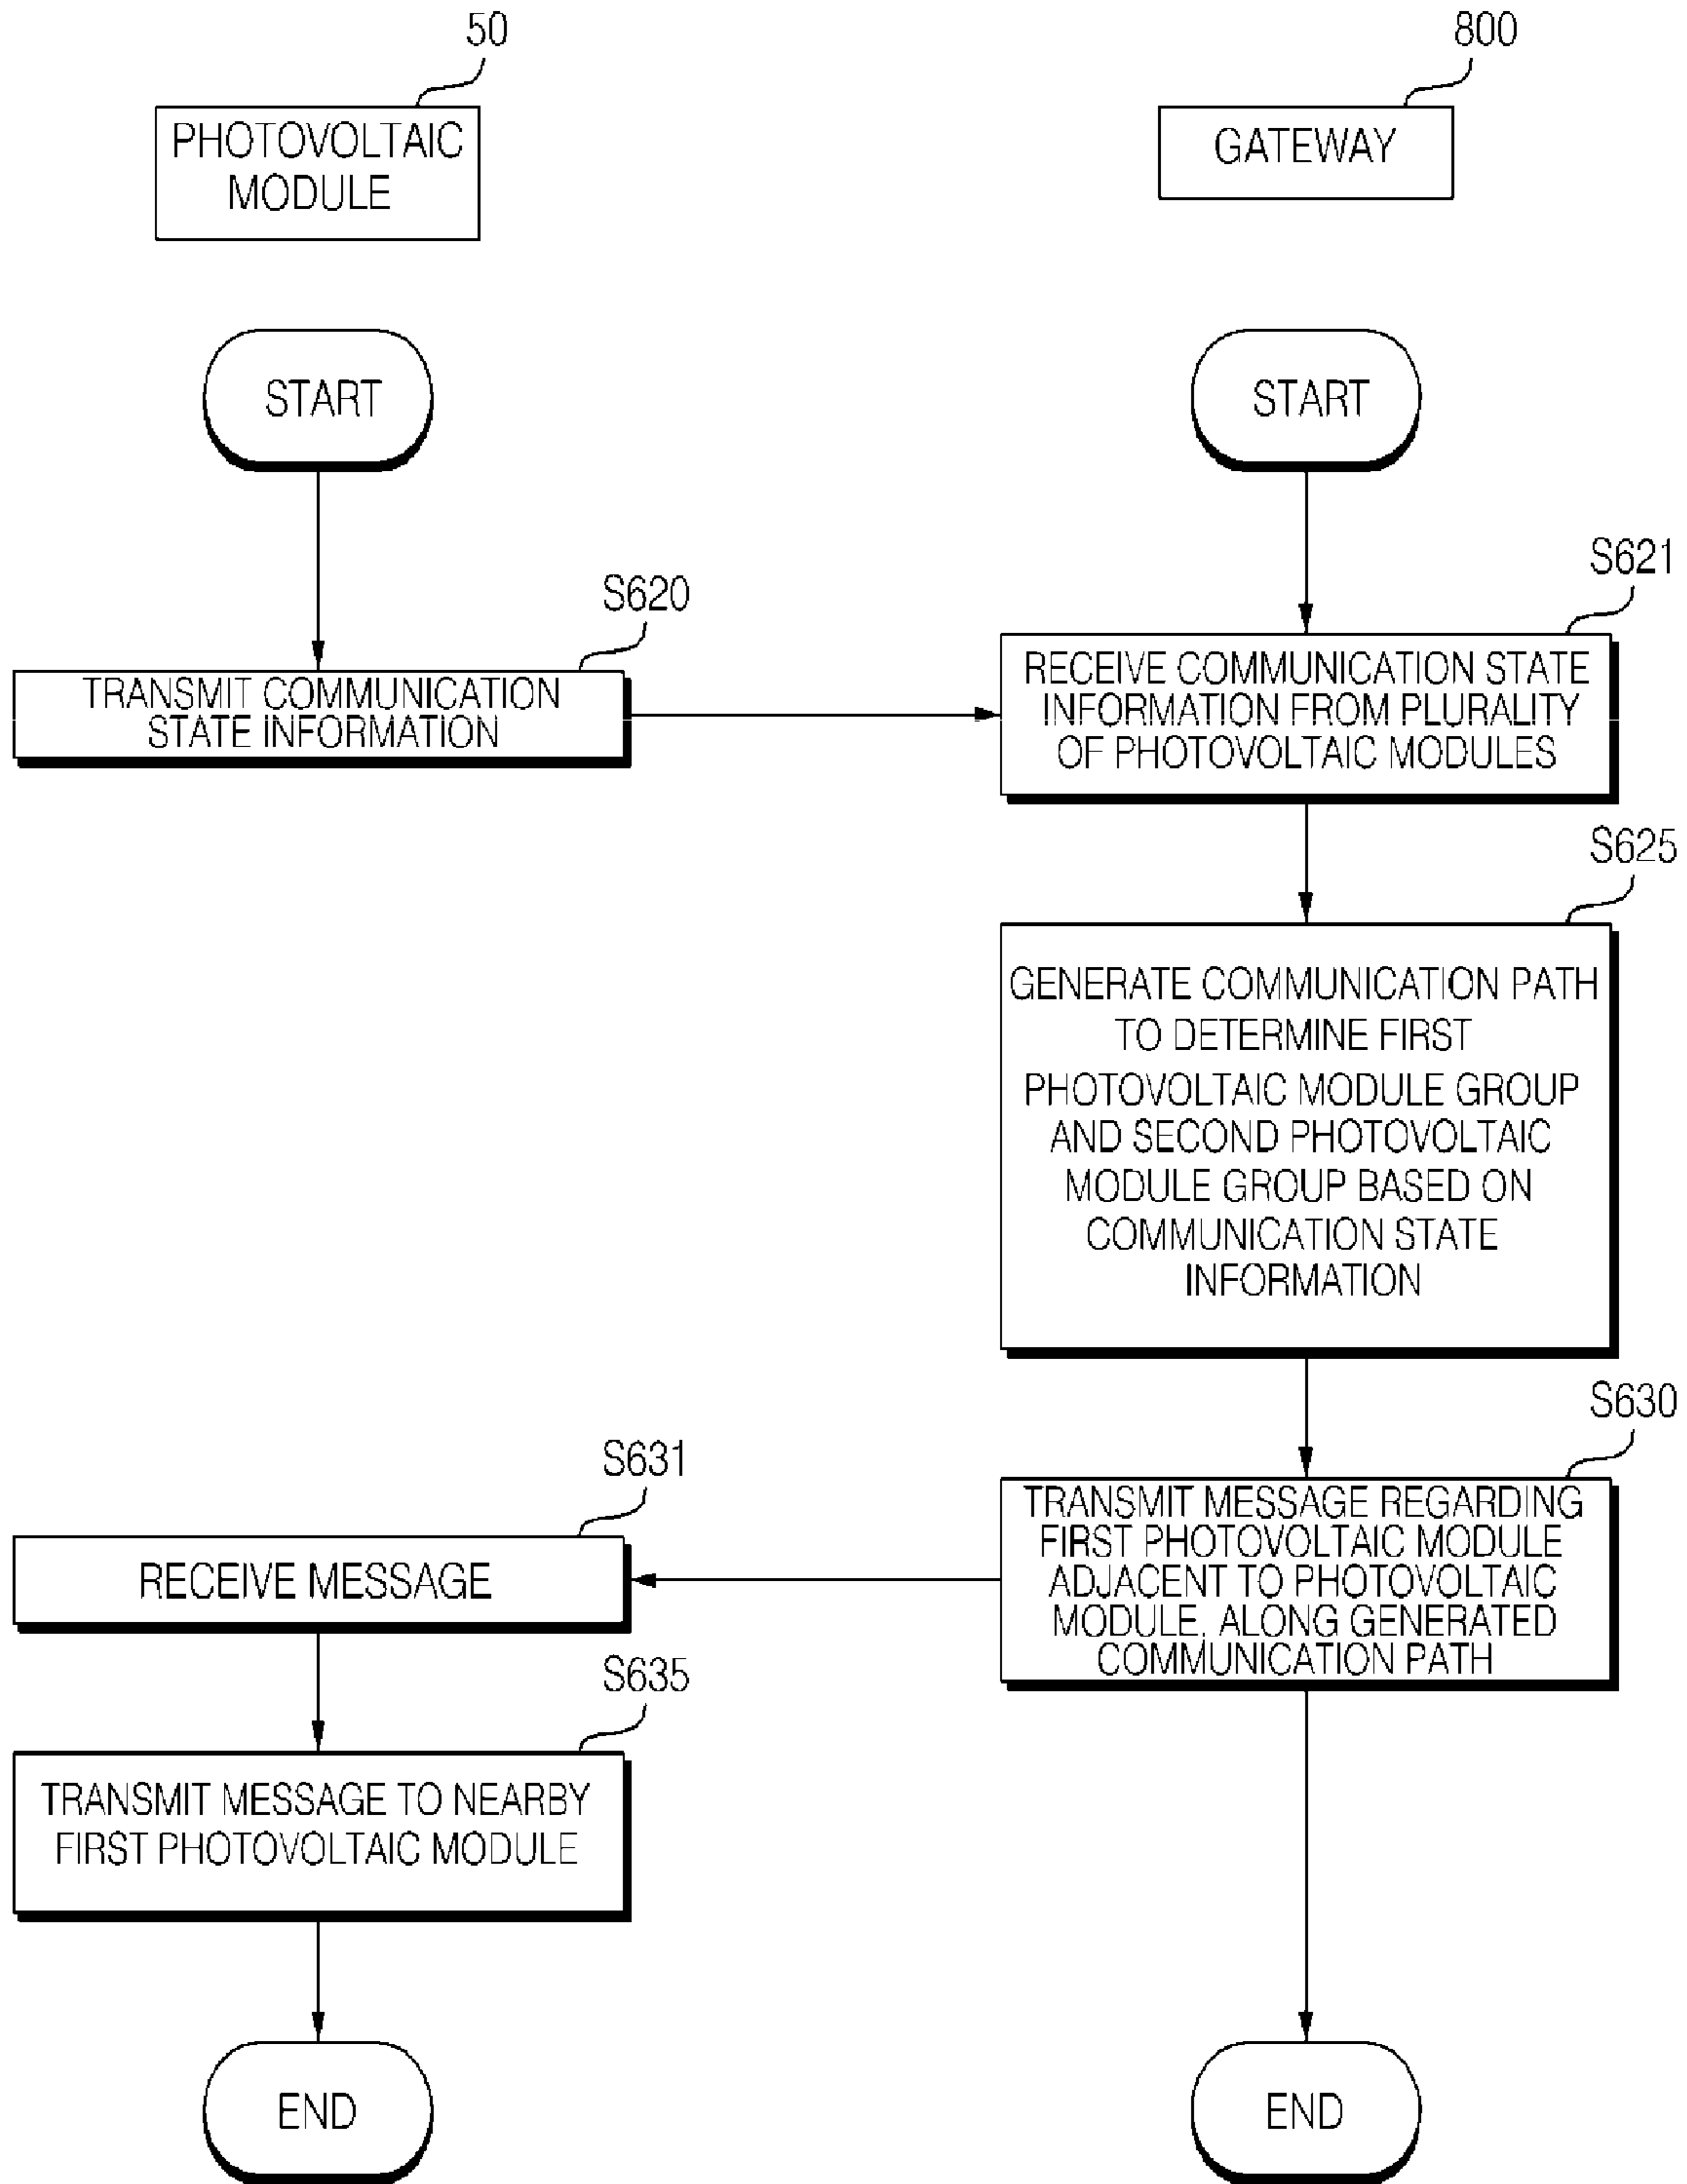 50
800
PHOTOVOLTAIC
MODULE
GATEWAY
START
START
S620
S621
TRANSMIT COMMUNICATION
STATE INFORMATION
RECEIVE COMMUNICATION STATE
INFORMATION FROM PLURALITY
OF PHOTOVOLTAIC MODULES
S625
GENERATE COMMUNICATION PATH
TO DETERMINE FIRST
PHOTOVOLTAIC MODULE GROUP
AND SECOND PHOTOVOLTAIC
MODULE GROUP BASED ON
COMMUNICATION STATE
INFORMATION
S630
S631
TRANSMIT MESSAGE REGARDING
FIRST PHOTOVOLTAIC MODULE
ADJACENT TO PHOTOVOLTAIC
MODULE, ALONG GENERATED
COMMUNICATION PATH
RECEIVE MESSAGE
S635
TRANSMIT MESSAGE TO NEARBY
FIRST PHOTOVOLTAIC MODULE
END
END